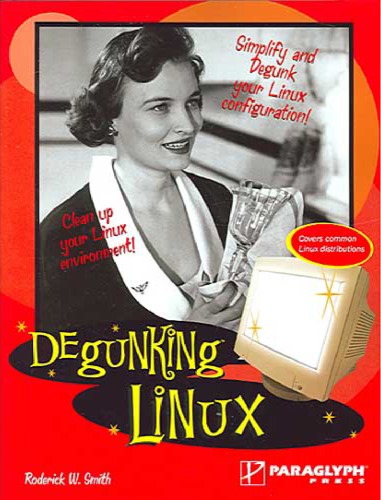 Simplify and
Degunk
your Linux
configuration!
Clean up
your Linux
environment!
Covers common
Linux distributions
DEGUNKiNG
LiNUX
Roderick W. Smith
PARAGLYPH
PRESS